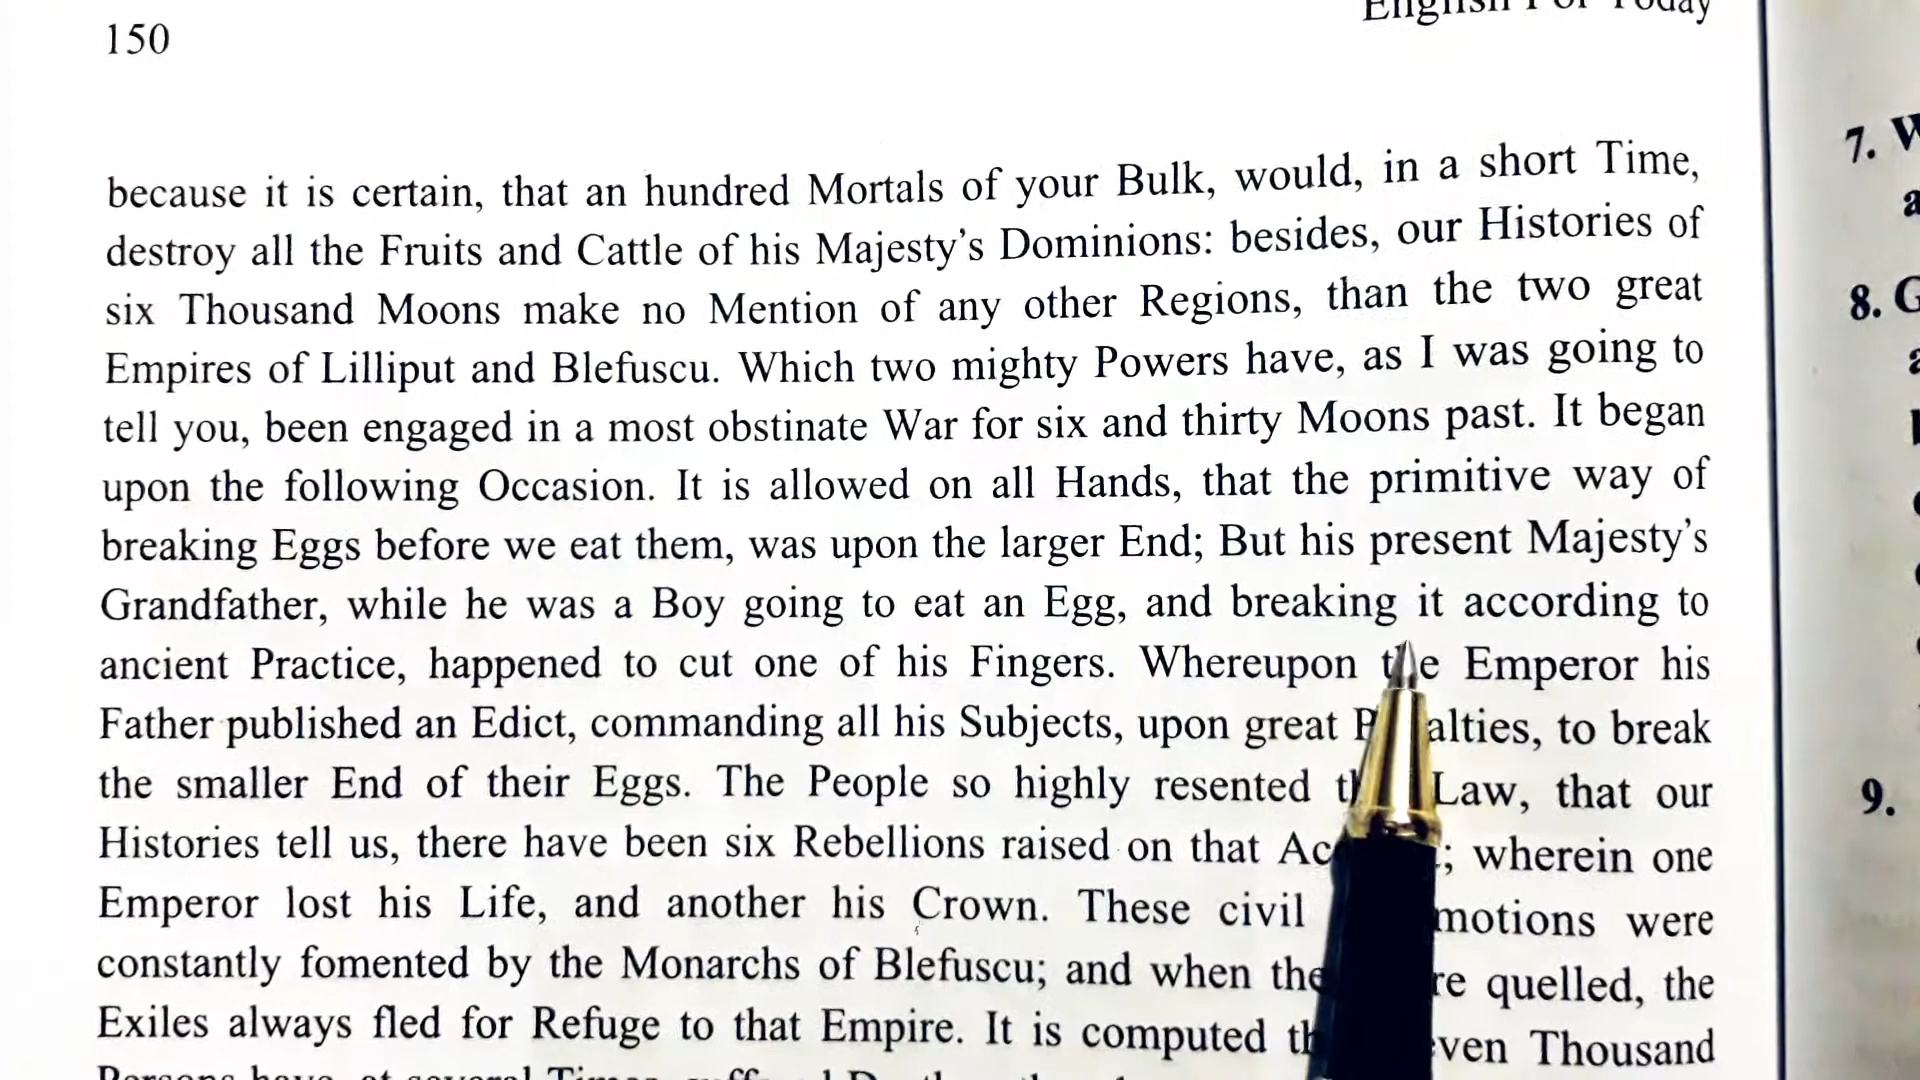 150
English For Today
because it is certain, that an hundred Mortals of your Bulk, would, in a short Time,
destroy all the Fruits and Cattle of his Majesty's Dominions: besides, our Histories of
six Thousand Moons make no Mention of any other Regions, than the two great
Empires of Lilliput and Blefuscu. Which two mighty Powers have, as I was going to
tell you, been engaged in a most obstinate War for six and thirty Moons past. It began
upon the following Occasion. It is allowed on all Hands, that the primitive way of
breaking Eggs before we eat them, was upon the larger End; But his present Majesty's
Grandfather, while he was a Boy going to eat an Egg, and breaking it according to
ancient Practice, happened to cut one of his Fingers. Whereupon the Emperor his
Father published an Edict, commanding all his Subjects, upon great alties, to break
the smaller End of their Eggs. The People so highly resented Law, that our
Histories tell us, there have been six Rebellions raised on that ; wherein one
Emperor lost his Life, and another his Crown. These civil motions were
constantly fomented by the Monarchs of Blefuscu; and when quelled, the
Exiles always fled for Refuge to that Empire. It is computed ven Thousand
7.
8.
9.